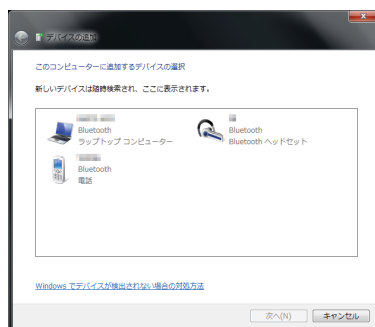 デバイスの追加
このコンピューターに追加するデバイスの選択
新しいデバイスは随時検索され、ここに表示されます。
Bluetooth
ラップトップ コンピューター
Bluetooth
Bluetooth ヘッドセット
Bluetooth
電話
Windows でデバイスが検出されない場合の対処方法
次へ(N)
キャンセル